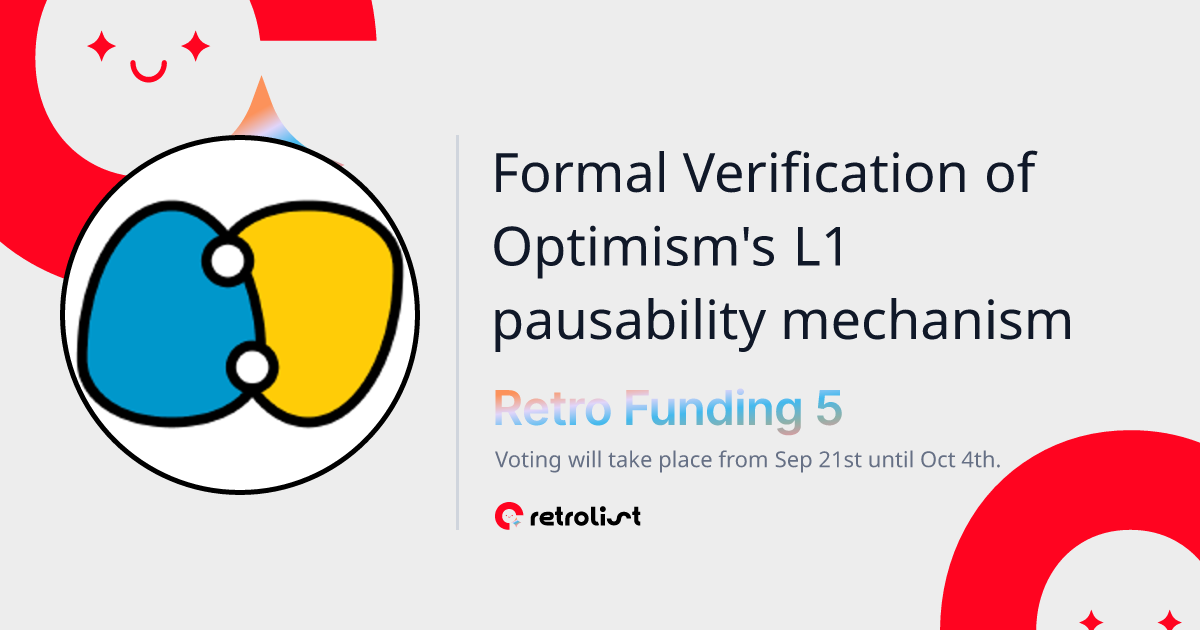 Formal Verification of
Optimism's L1
pausability mechanism
Retro Funding 5
Voting will take place from Sep 21st until Oct 4th.
retrolist